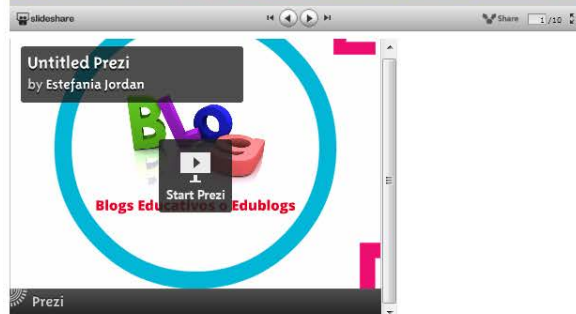 slideshare
Share 1 /10
Untitled Prezi
by Estefania Jordan
BLog
Start Prezi
Blogs Educativos o Edublogs
Prezi